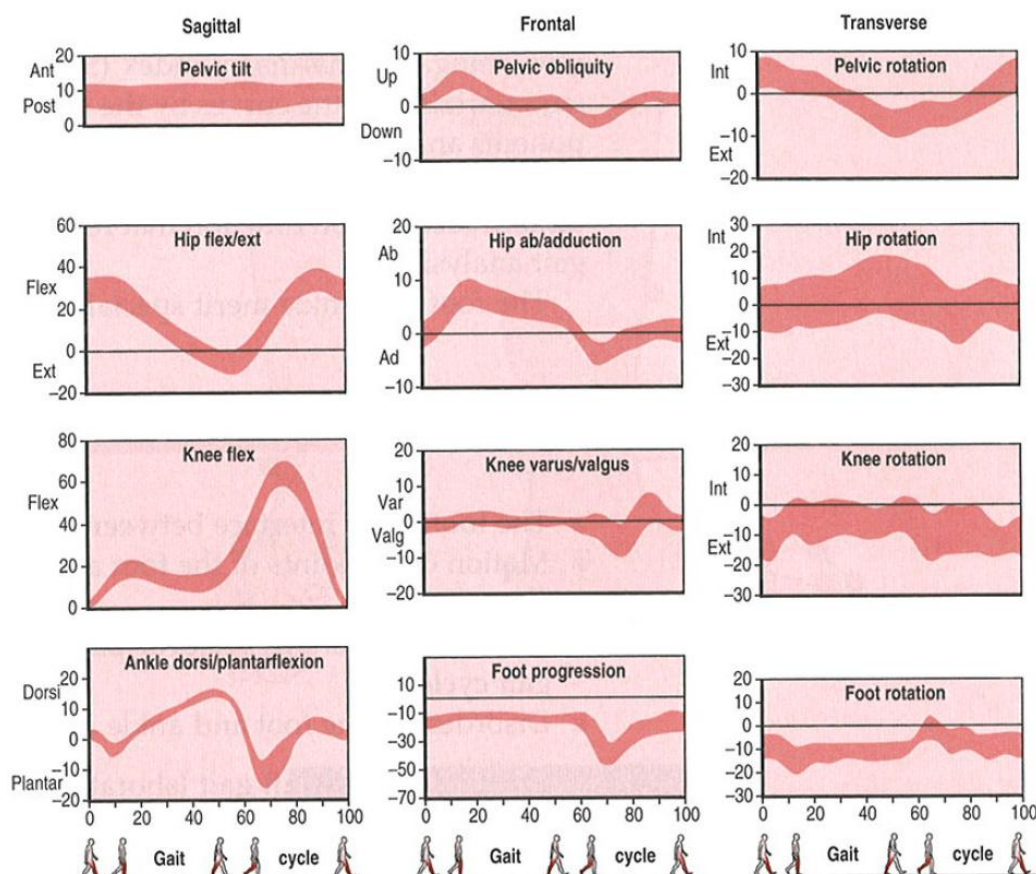 Sagittal
Frontal
Transverse
Pelvic tilt
20
Ant
10
Post
0
Pelvic obliquity
10
Up
0
Down
–10
Pelvic rotation
10
Int
0
–10
Ext
–20
Hip flex/ext
60
40
Flex
20
0
Ext
–20
Hip ab/adduction
20
Ab
10
0
Ad
–10
Hip rotation
30
Int
20
10
0
–10
Ext
–20
–30
Knee flex
80
60
Flex
40
20
0
Knee varus/valgus
20
10
Var
0
Valg
–10
–20
Knee rotation
20
Int
10
0
Ext
–10
–20
–30
Ankle dorsi/plantarflexion
20
Dorsi
10
0
–10
Plantar
–20
0 20 40 60 80 100
Gait cycle
Foot progression
10
–10
–30
–50
–70
0 20 40 60 80 100
Gait cycle
Foot rotation
20
10
0
–10
–20
–30
0 20 40 60 80 100
Gait cycle